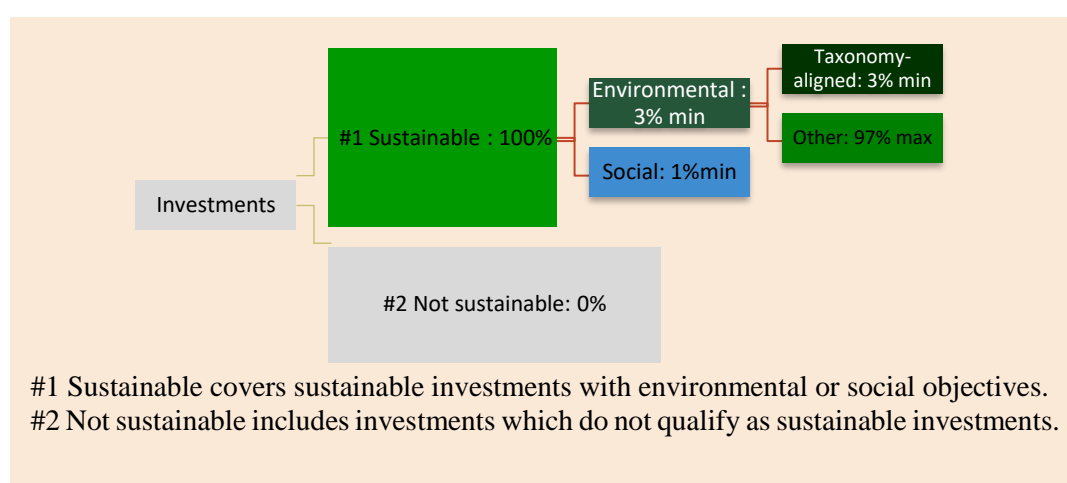 Taxonomy-
aligned: 3% min
Environmental :
3% min
#1 Sustainable : 100%
Other: 97% max
Social: 1%min
Investments
#2 Not sustainable: 0%
#1 Sustainable covers sustainable investments with environmental or social objectives.
#2 Not sustainable includes investments which do not qualify as sustainable investments.